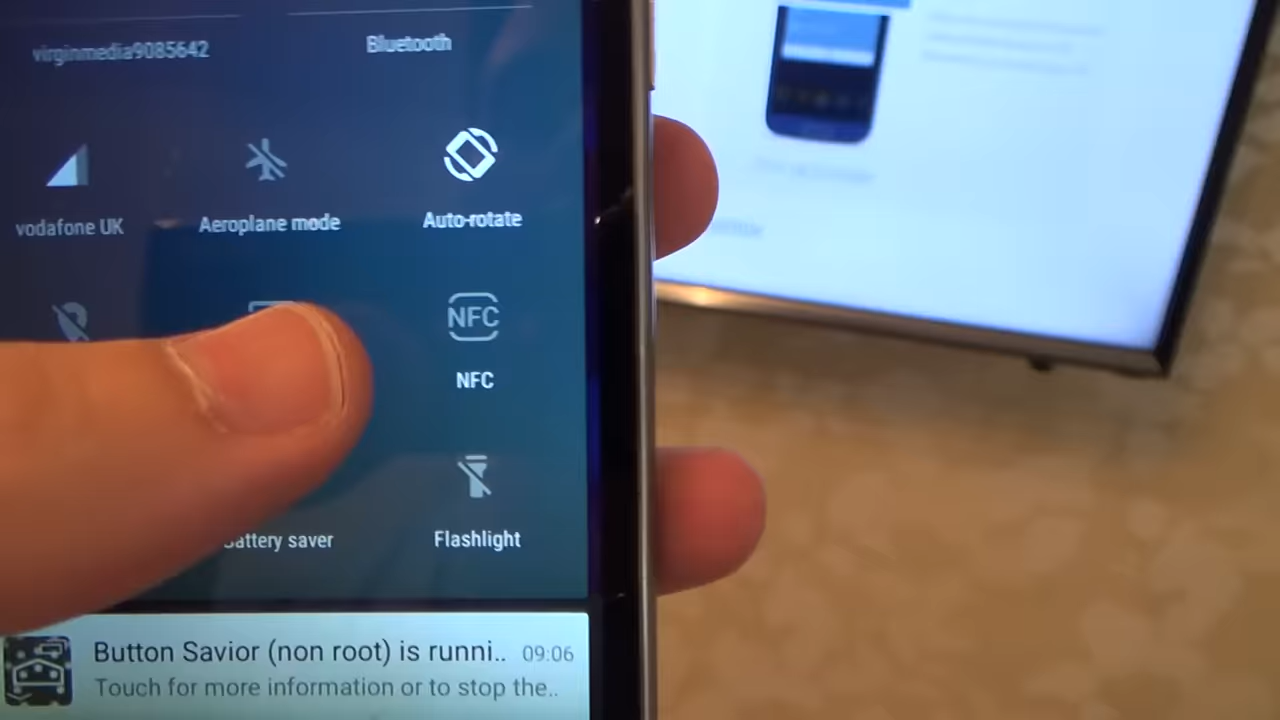 virginmedia9085642
Bluetooth
vodafone UK
Aeroplane mode
Auto-rotate
NFC
NFC
Battery saver
Flashlight
Button Savior (non root) is runni..
09:06
Touch for more information or to stop the..